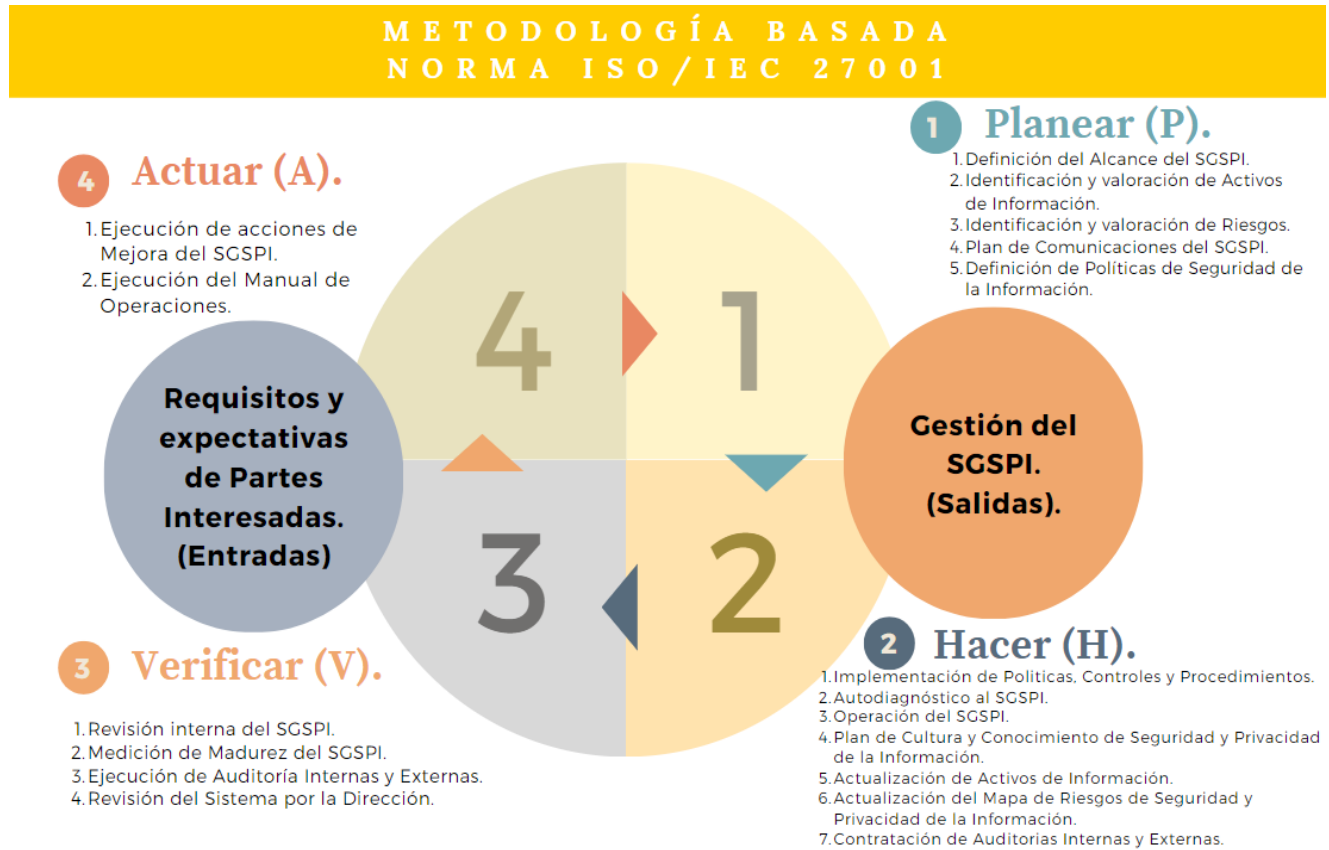 METODOLOGÍA BASADA
NORMA ISO/IEC 27001
1 Planear (P).
1. Definición del Alcance del SGSPI.
2. Identificación y valoración de Activos
de Información.
3. Identificación y valoración de Riesgos.
4. Plan de Comunicaciones del SGSPI.
5. Definición de Políticas de Seguridad de
la Información.
4 Actuar (A).
1. Ejecución de acciones de
Mejora del SGSPI.
2. Ejecución del Manual de
Operaciones.
4
1
Requisitos y
expectativas
de Partes
Interesadas.
(Entradas)
Gestión del
SGSPI.
(Salidas).
3
2
3 Verificar (V).
1. Revisión interna del SGSPI.
2. Medición de Madurez del SGSPI.
3. Ejecución de Auditoría Internas y Externas.
4. Revisión del Sistema por la Dirección.
2 Hacer (H).
1. Implementación de Politicas, Controles y Procedimientos.
2. Autodiagnóstico al SGSPI.
3. Operación del SGSPI.
4. Plan de Cultura y Conocimiento de Seguridad y Privacidad
de la Información.
5. Actualización de Activos de Información.
6. Actualización del Mapa de Riesgos de Seguridad y
Privacidad de la Información.
7. Contratación de Auditorias Internas y Externas.